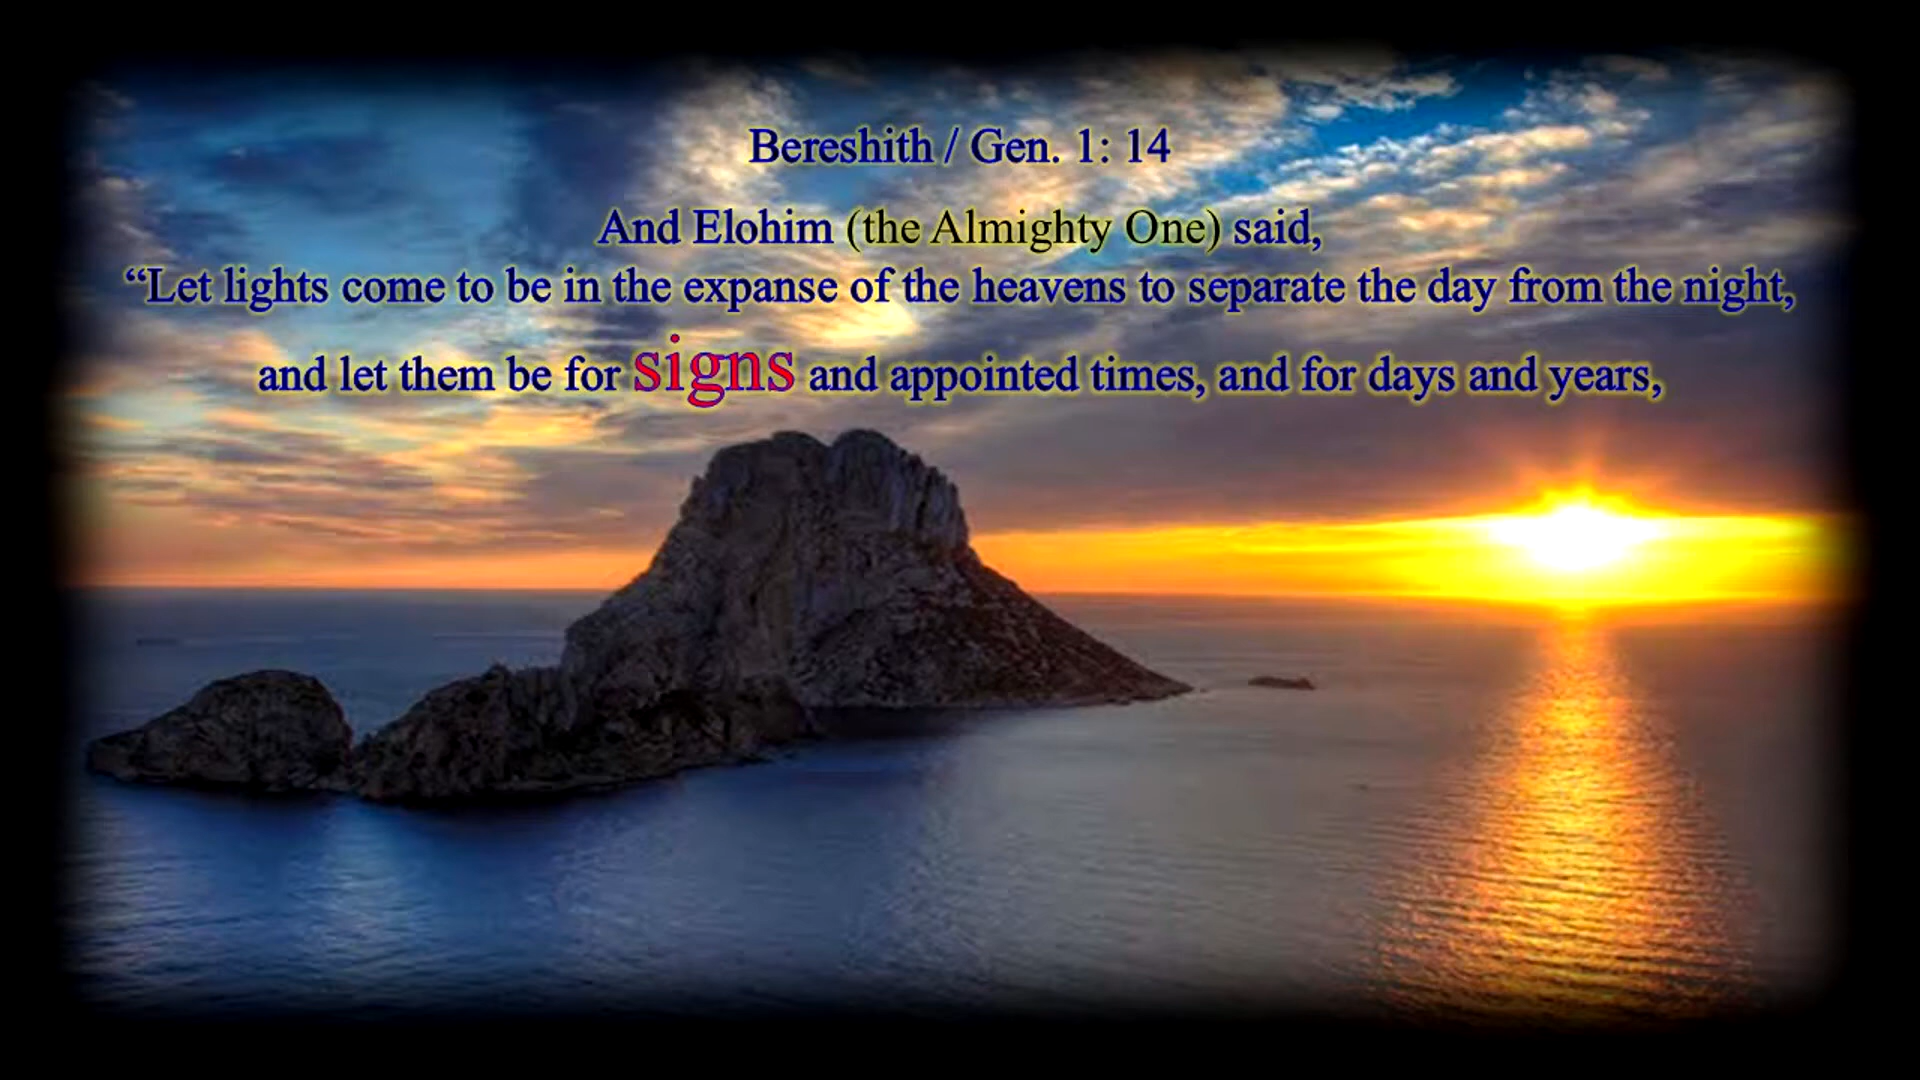 Bereshith / Gen. 1: 14
And Elohim (the Almighty One) said,
“Let lights come to be in the expanse of the heavens to separate the day from the night,
and let them be for signs and appointed times, and for days and years,